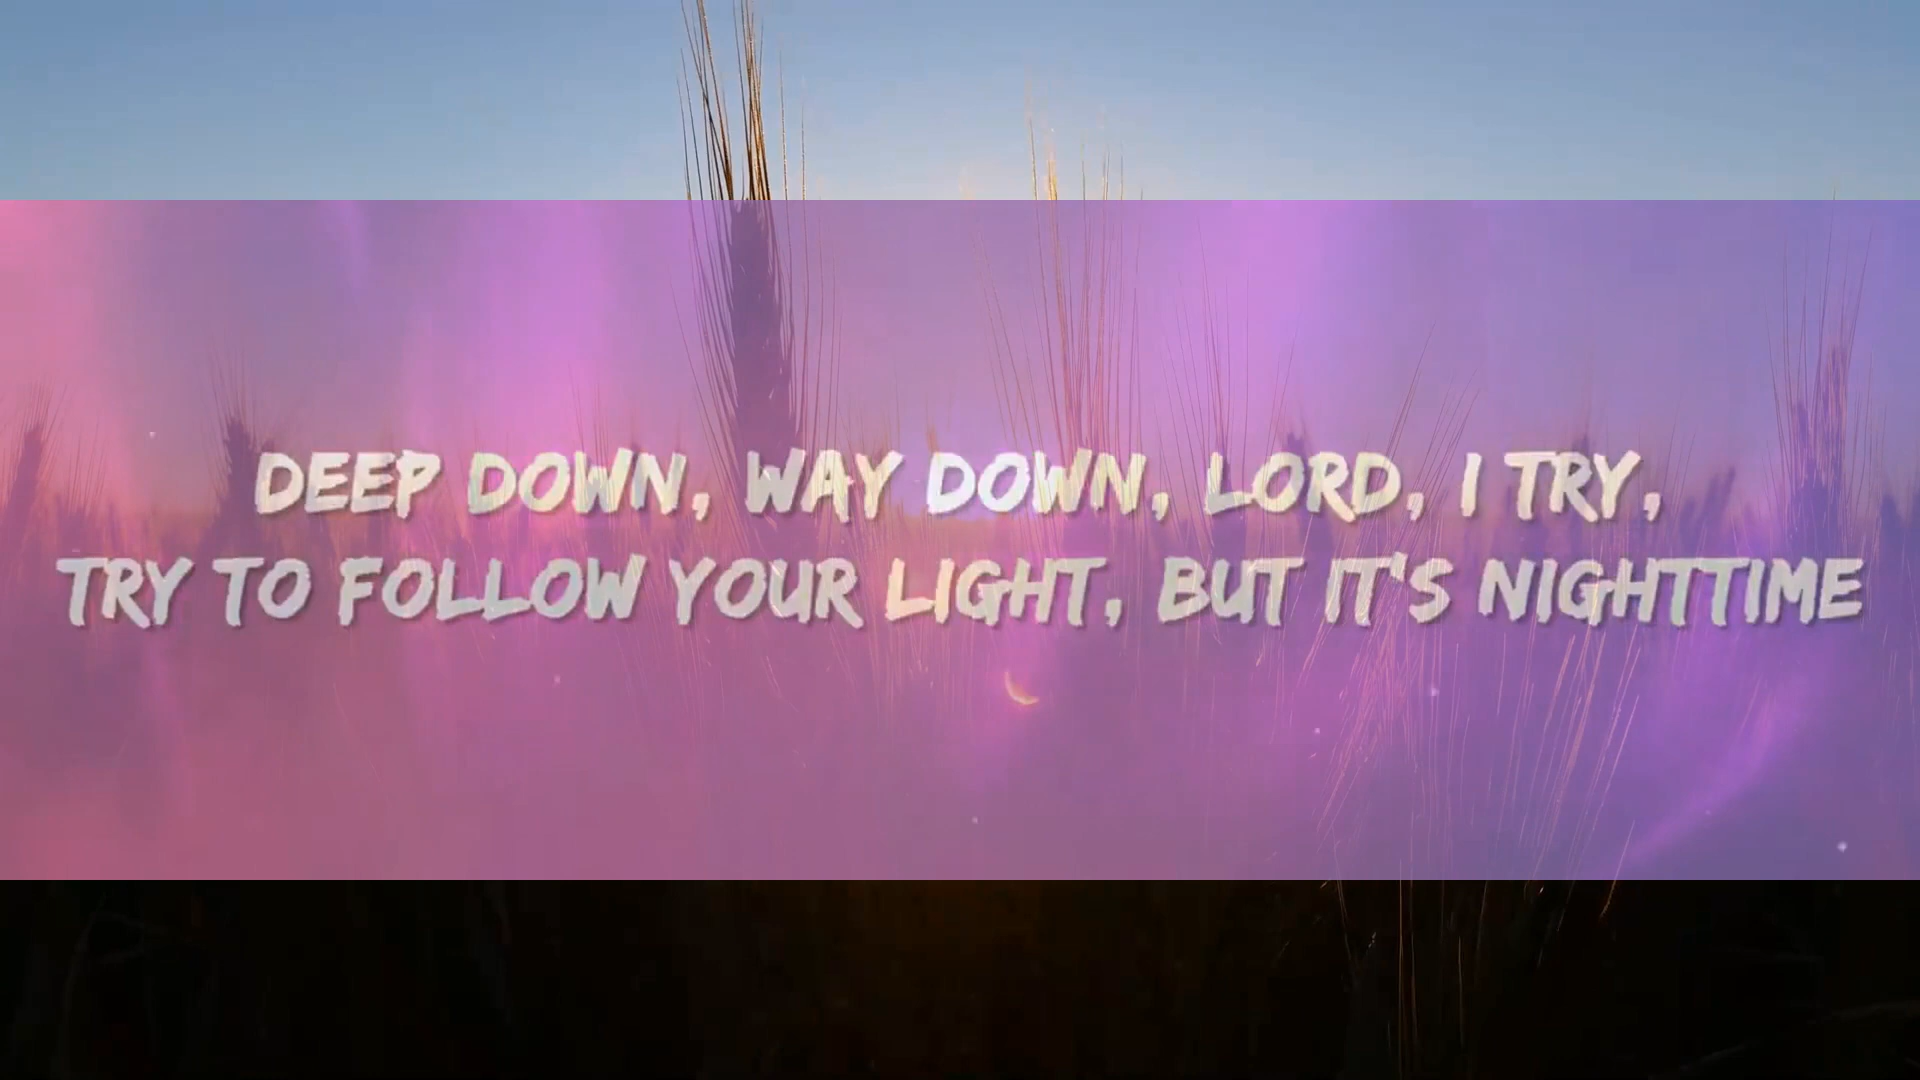 DEEP DOWN, WAY DOWN, LORD, I TRY,
TRY TO FOLLOW YOUR LIGHT, BUT IT'S NIGHTTIME